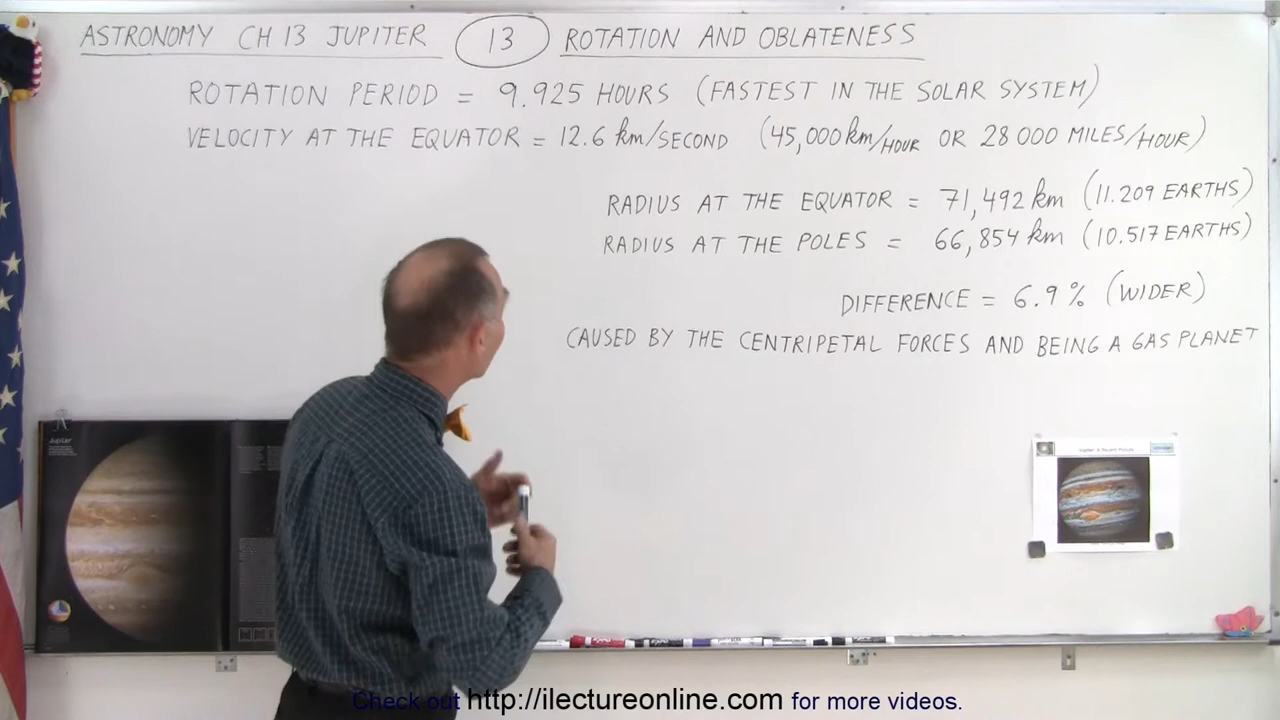 ASTRONOMY CH 13 JUPITER 13 ROTATION AND OBLATENESS
ROTATION PERIOD = 9.925 HOURS (FASTEST IN THE SOLAR SYSTEM)
VELOCITY AT THE EQUATOR = 12.6 km/SECOND (45,000 km/HOUR OR 28 000 MILES/HOUR)
RADIUS AT THE EQUATOR = 71,492 km (11.209 EARTHS)
RADIUS AT THE POLES = 66,854 km (10.517 EARTHS)
DIFFERENCE = 6.9% (WIDER)
CAUSED BY THE CENTRIPETAL FORCES AND BEING A GAS PLANET
Jupiter
Jupiter: A Recent Picture
Check out http://ilectureonline.com for more videos.